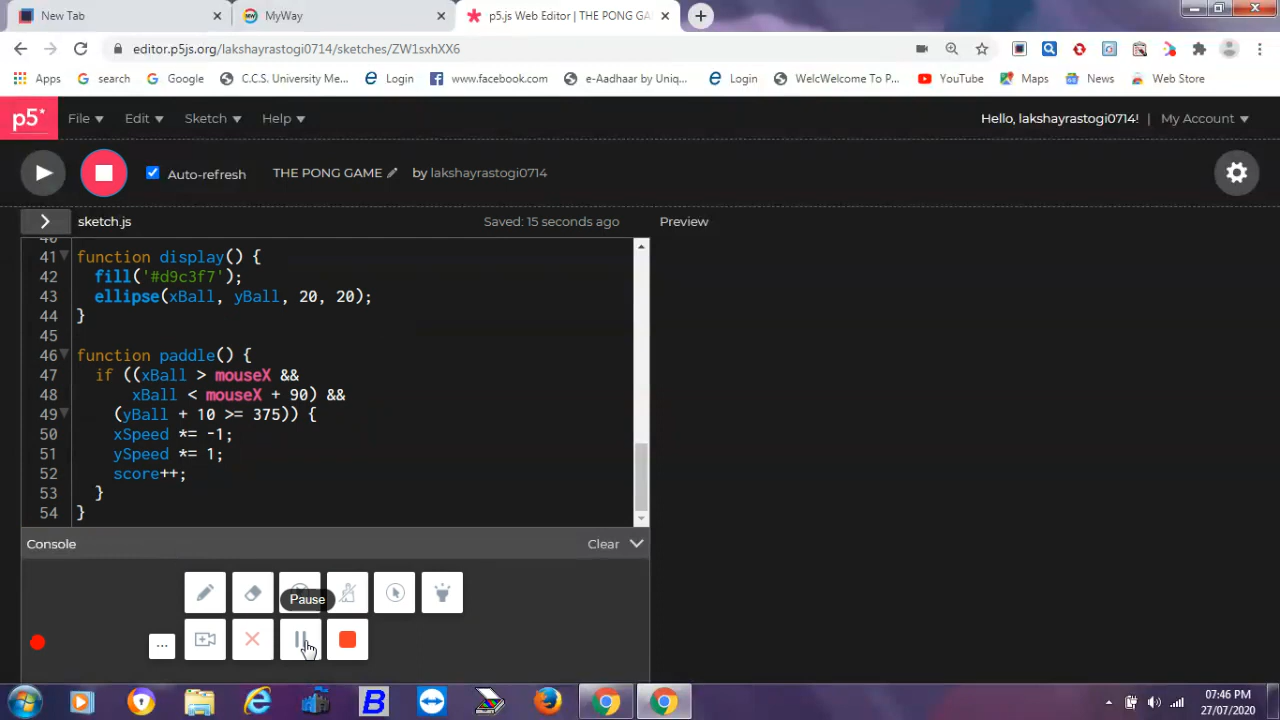 New Tab
MyWay
p5.js Web Editor | THE PONG GA
editor.p5js.org/lakshayrastogi0714/sketches/ZW1sxhXX6
Apps
search
Google
C.C.S. University Me...
Login
www.facebook.com
e-Aadhaar by Uniq...
Login
WelcWelcome To P...
YouTube
Maps
News
Web Store
p5*
File
Edit
Sketch
Help
Hello, lakshayrastogi0714!
|
My Account
Auto-refresh
THE PONG GAME
by lakshayrastogi0714
sketch.js
Saved: 15 seconds ago
Preview
40
41 function display() {
42 fill('#d9c3f7');
43 ellipse(xBall, yBall, 20, 20);
44 }
45
46 function paddle() {
47 if ((xBall > mouseX &&
48 xBall < mouseX + 90) &&
49 (yBall + 10 >= 375)) {
50 xSpeed *= -1;
51 ySpeed *= 1;
52 score++;
53 }
54 }
Console
Clear
Pause
...
B
07:46 PM
27/07/2020